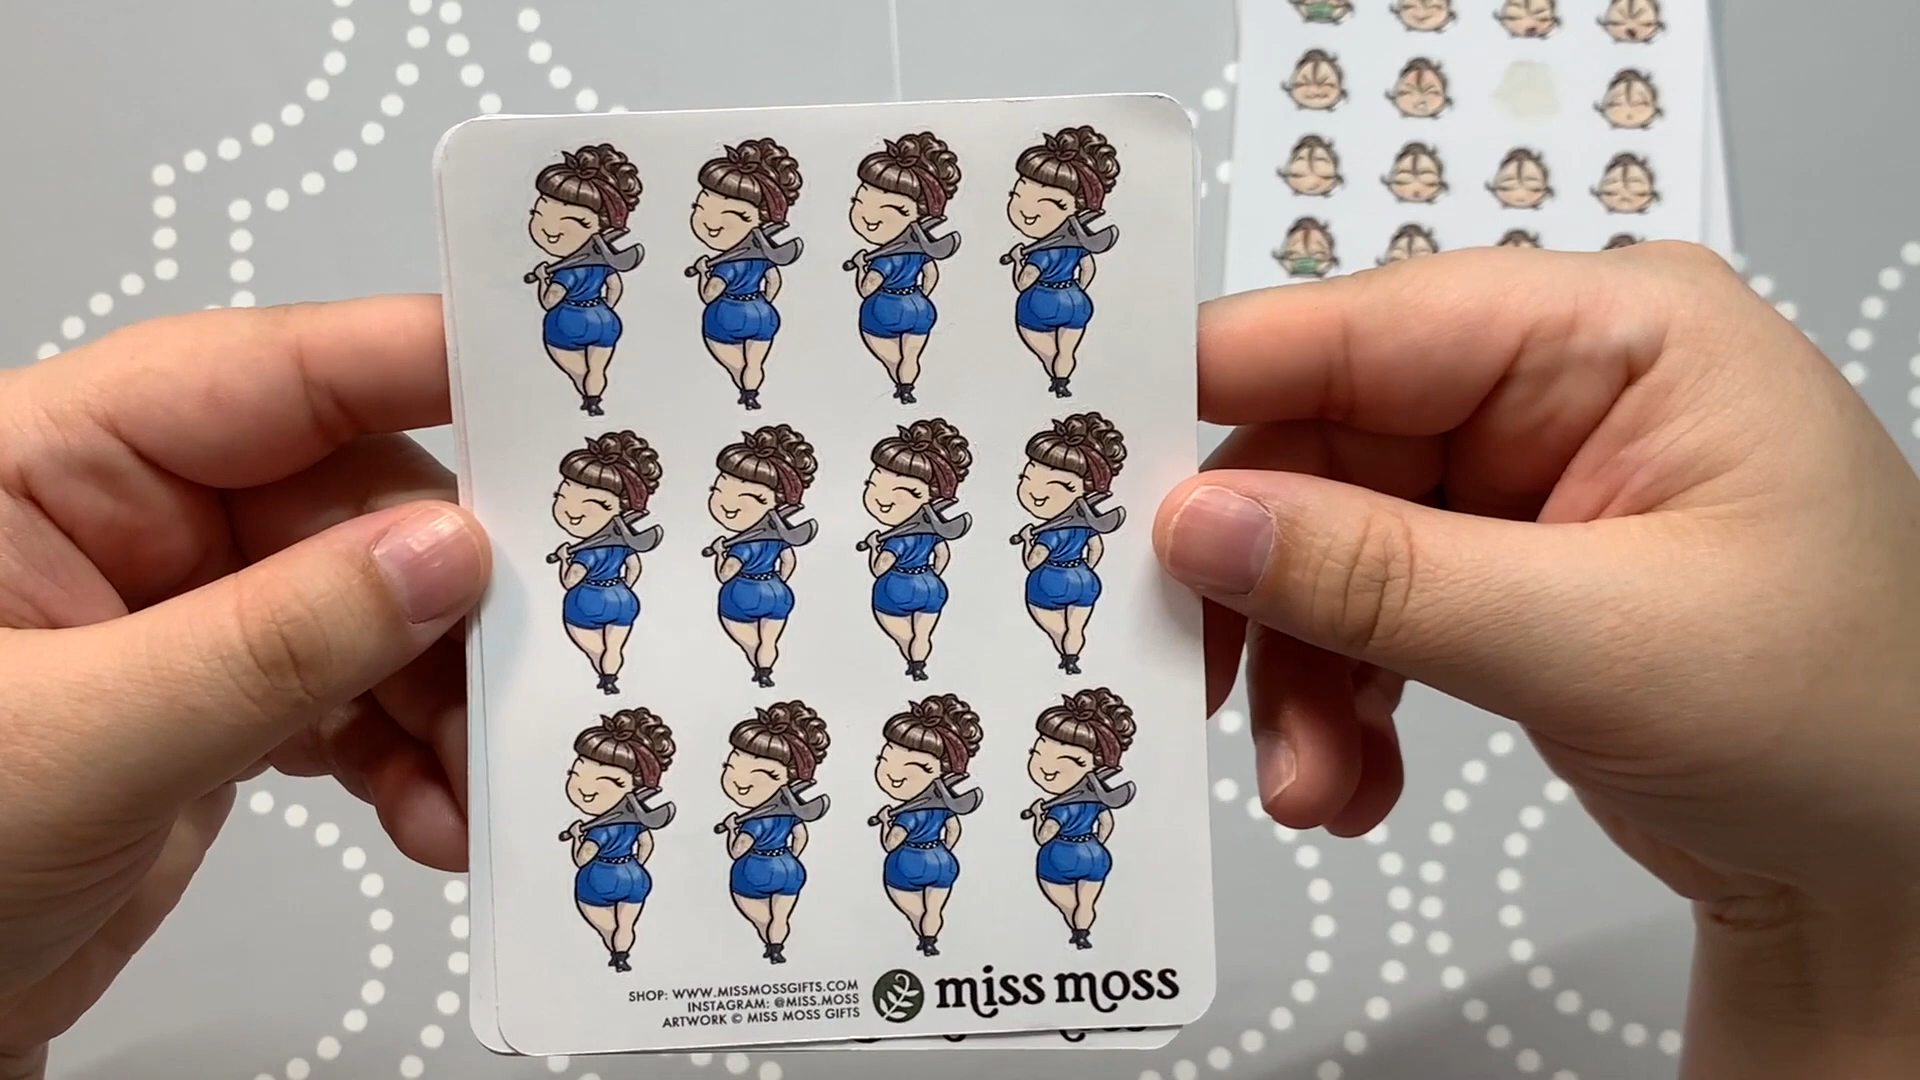 SHOP: WWW.MISSMOSSGIFTS.COM
INSTAGRAM: @MISS.MOSS
ARTWORK © MISS MOSS GIFTS
miss moss